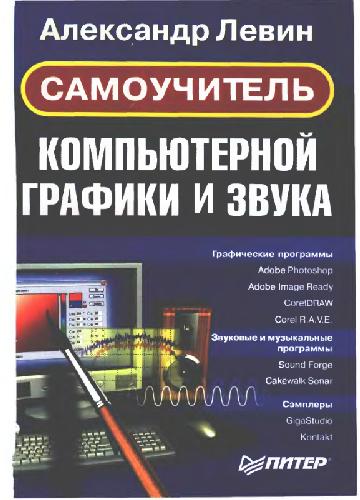 Александр Левин
САМОУЧИТЕЛЬ
КОМПЬЮТЕРНОЙ
ГРАФИКИ И ЗВУКА
Графические программы
Adobe Photoshop
Adobe Image Ready
CorelDRAW
Corel R.A.V.E.
Звуковые и музыкальные
программы
Sound Forge
Cakewalk Sonar
Сэмплеры
GigaStudio
Kontakt
ПИТЕР